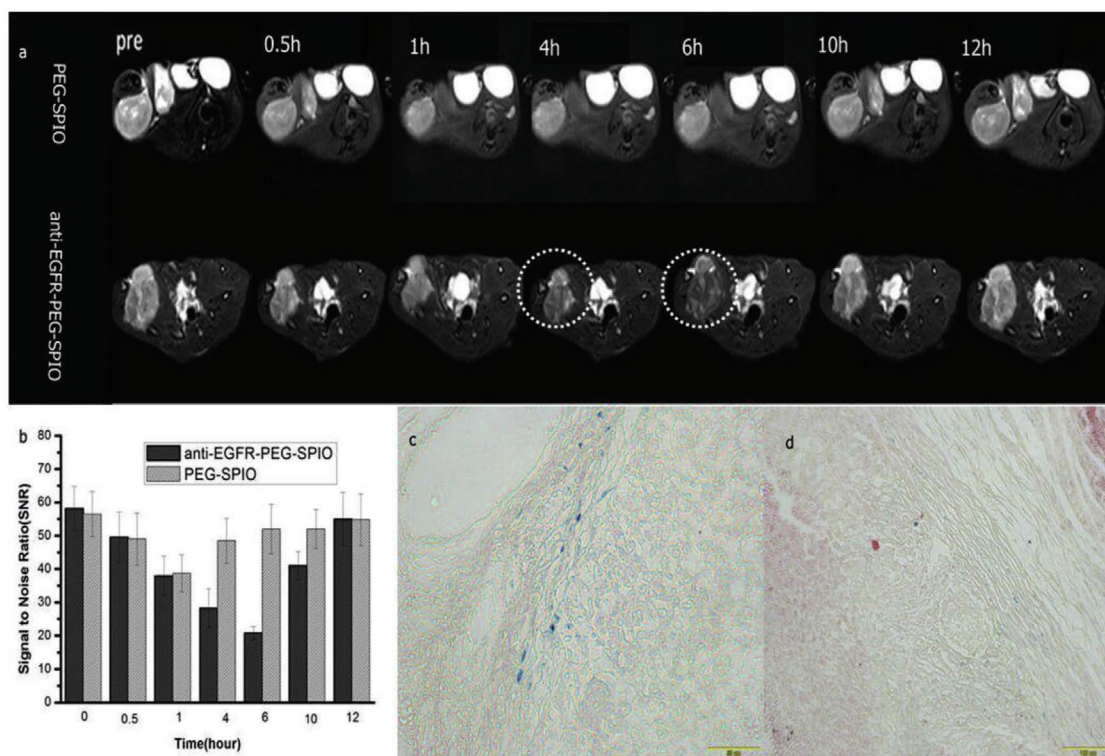 a
pre
0.5h
1h
4h
6h
10h
12h
PEG-SPIO
anti-EGFR-PEG-SPIO
b
anti-EGFR-PEG-SPIO
PEG-SPIO
Signal to Noise Ratio(SNR)
80
70
60
50
40
30
20
10
0
0 0.5 1 4 6 10 12
Time(hour)
c
d